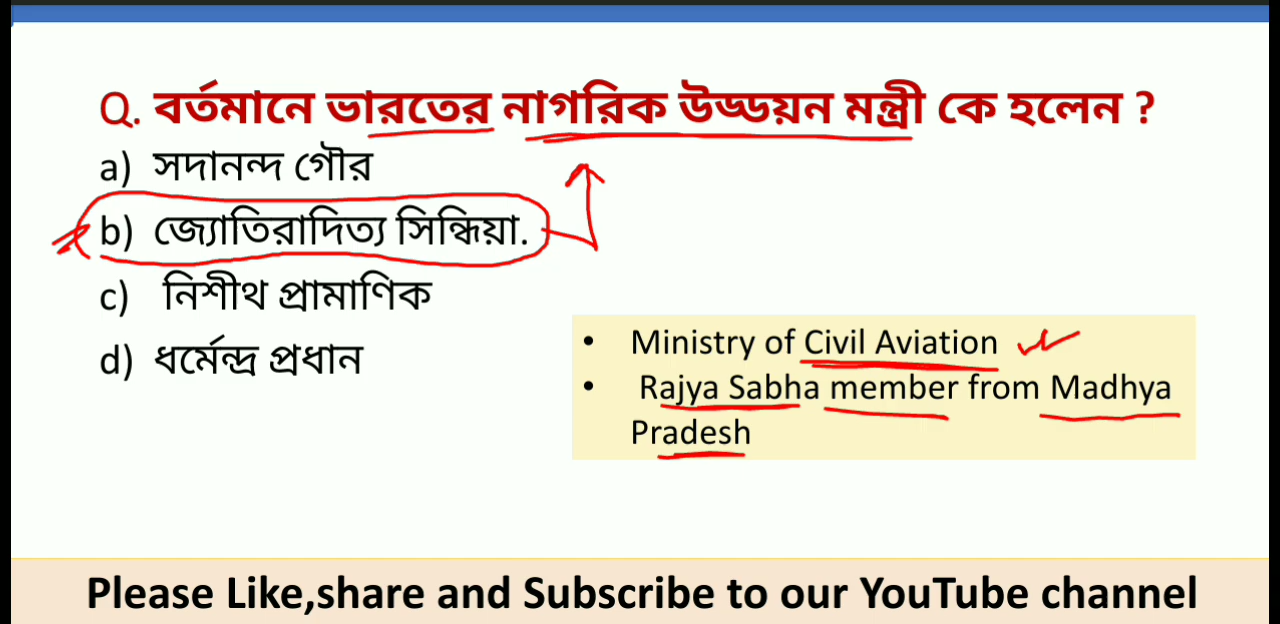 Q. বর্তমানে ভারতের নাগরিক উড্ডয়ন মন্ত্রী কে হলেন ?
a) সদানন্দ গৌর
b) জ্যোতিরাদিত্য সিন্ধিয়া.
c) নিশীথ প্রামাণিক
d) ধর্মেন্দ্র প্রধান
• Ministry of Civil Aviation
• Rajya Sabha member from Madhya
Pradesh
Please Like,share and Subscribe to our YouTube channel